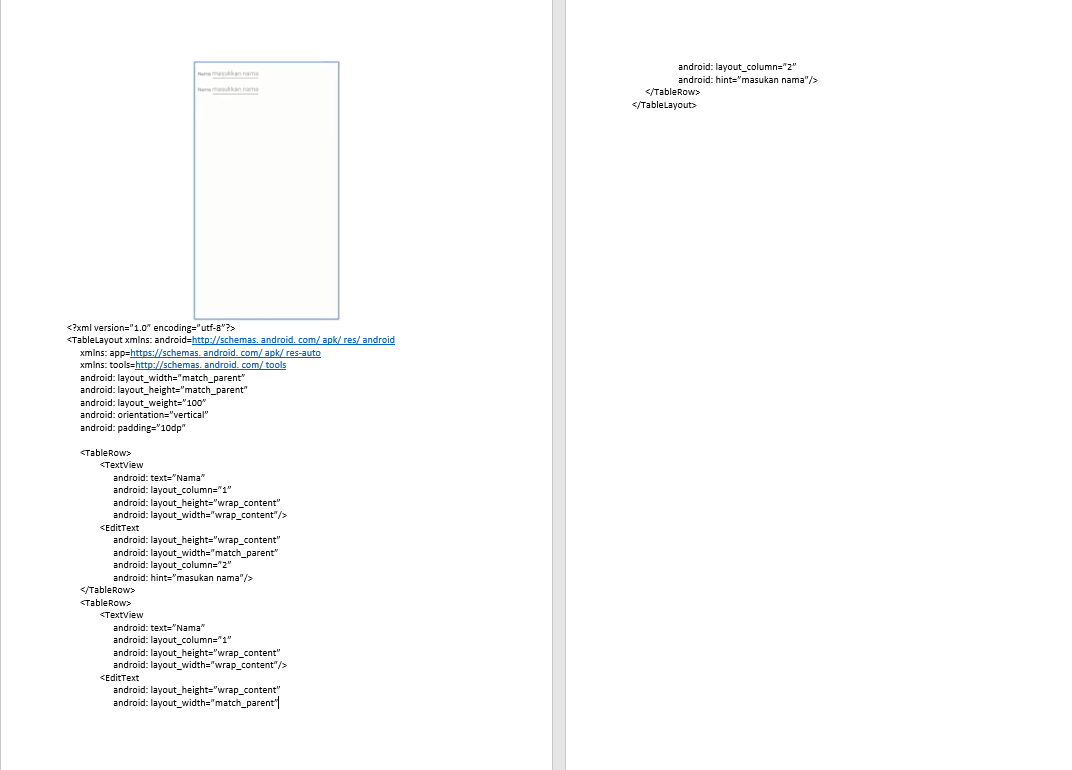 Nama masukkan nama
Nama masukkan nama
<?xml version="1.0" encoding="utf-8"?>
<TableLayout xmlns: android=http://schemas. android. com/ apk/ res/ android
xmlns: app=https://schemas. android. com/ apk/ res-auto
xmlns: tools=http://schemas. android. com/ tools
android: layout_width="match_parent"
android: layout_height="match_parent"
android: layout_weight="100"
android: orientation="vertical"
android: padding="10dp"
<TableRow>
<TextView
android: text="Nama"
android: layout_column="1"
android: layout_height="wrap_content"
android: layout_width="wrap_content"/>
<EditText
android: layout_height="wrap_content"
android: layout_width="match_parent"
android: layout_column="2"
android: hint="masukan nama"/>
</TableRow>
<TableRow>
<TextView
android: text="Nama"
android: layout_column="1"
android: layout_height="wrap_content"
android: layout_width="wrap_content"/>
<EditText
android: layout_height="wrap_content"
android: layout_width="match_parent"
android: layout_column="2"
android: hint="masukan nama"/>
</TableRow>
</TableLayout>